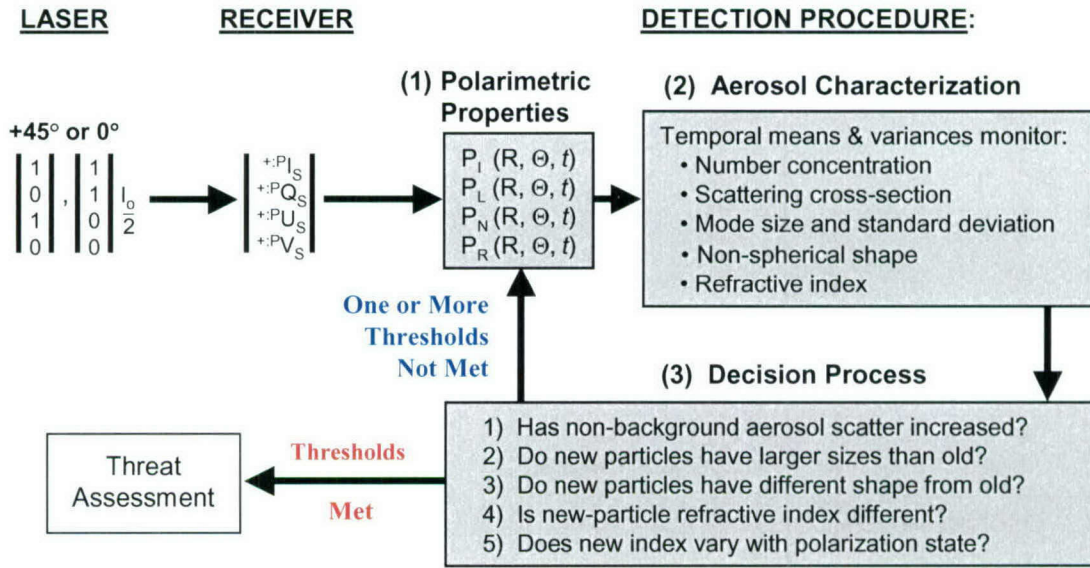 LASER
RECEIVER
DETECTION PROCEDURE:
+45° or 0°
1 1
0 1
1 , 0 I₀/2
0 0
⁺:ᴾI_S
⁺:ᴾQ_S
⁺:ᴾU_S
⁺:ᴾV_S
(1) Polarimetric
Properties
P_I (R, Θ, t)
P_L (R, Θ, t)
P_N (R, Θ, t)
P_R (R, Θ, t)
(2) Aerosol Characterization
Temporal means & variances monitor:
• Number concentration
• Scattering cross-section
• Mode size and standard deviation
• Non-spherical shape
• Refractive index
One or More
Thresholds
Not Met
(3) Decision Process
1) Has non-background aerosol scatter increased?
2) Do new particles have larger sizes than old?
3) Do new particles have different shape from old?
4) Is new-particle refractive index different?
5) Does new index vary with polarization state?
Thresholds
Met
Threat
Assessment